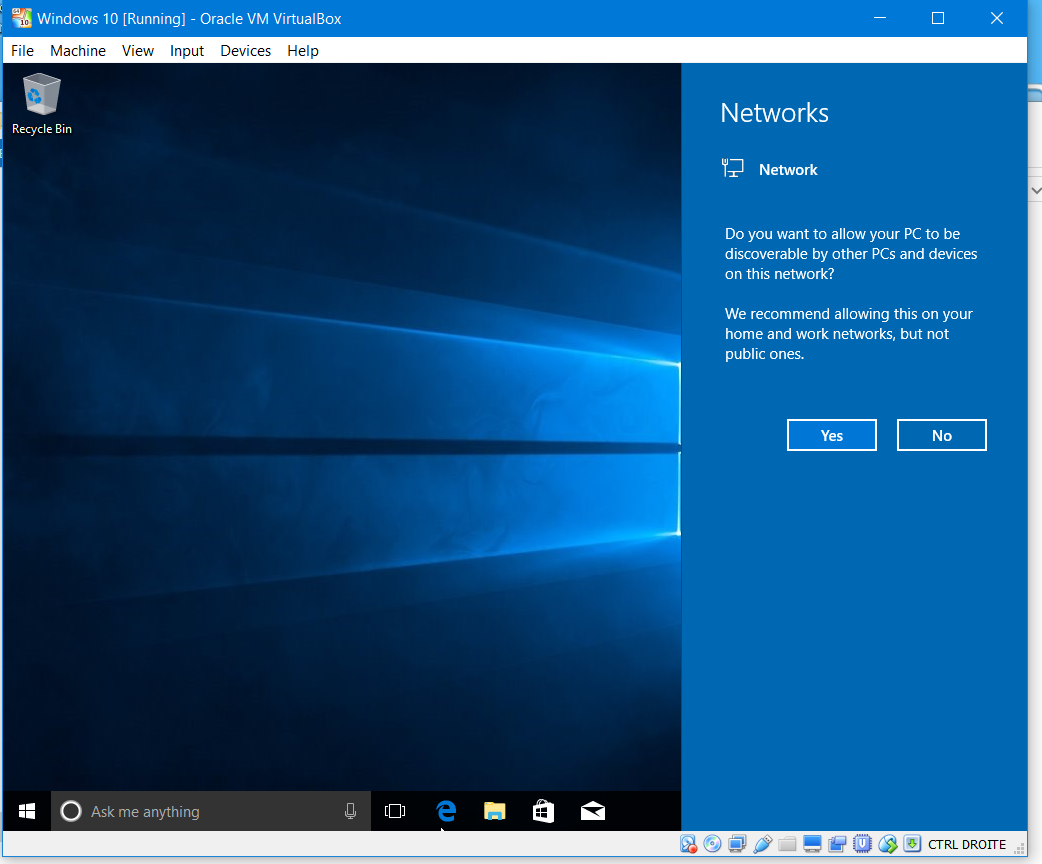 Windows 10 [Running] - Oracle VM VirtualBox
File Machine View Input Devices Help
Recycle Bin
Networks
Network
Do you want to allow your PC to be
discoverable by other PCs and devices
on this network?
We recommend allowing this on your
home and work networks, but not
public ones.
Yes No
Ask me anything
CTRL DROITE